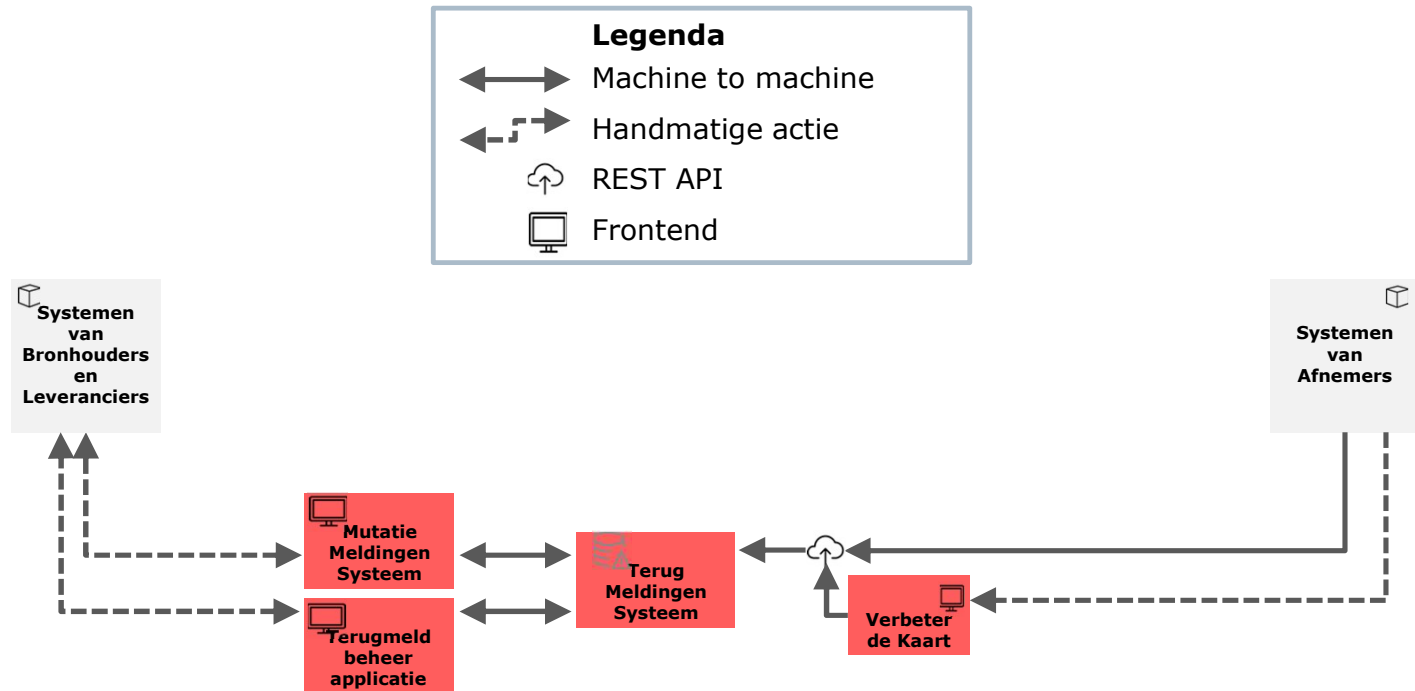 Legenda
Machine to machine
Handmatige actie
REST API
Frontend
Systemen
van
Bronhouders
en
Leveranciers
Systemen
van
Afnemers
Mutatie
Meldingen
Systeem
Terug
Meldingen
Systeem
Verbeter
de Kaart
Terugmeld
beheer
applicatie